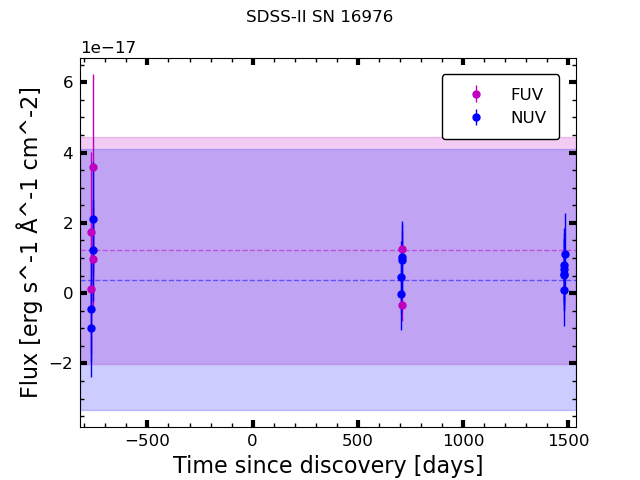 SDSS-II SN 16976
1e−17
6
4
2
0
−2
Flux [erg s^-1 Å^-1 cm^-2]
FUV
NUV
−500 0 500 1000 1500
Time since discovery [days]